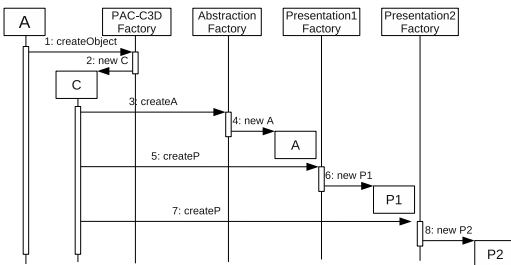 A
PAC-C3D
Factory
Abstraction
Factory
Presentation1
Factory
Presentation2
Factory
1: createObject
2: new C
C
3: createA
4: new A
A
5: createP
6: new P1
P1
7: createP
8: new P2
P2